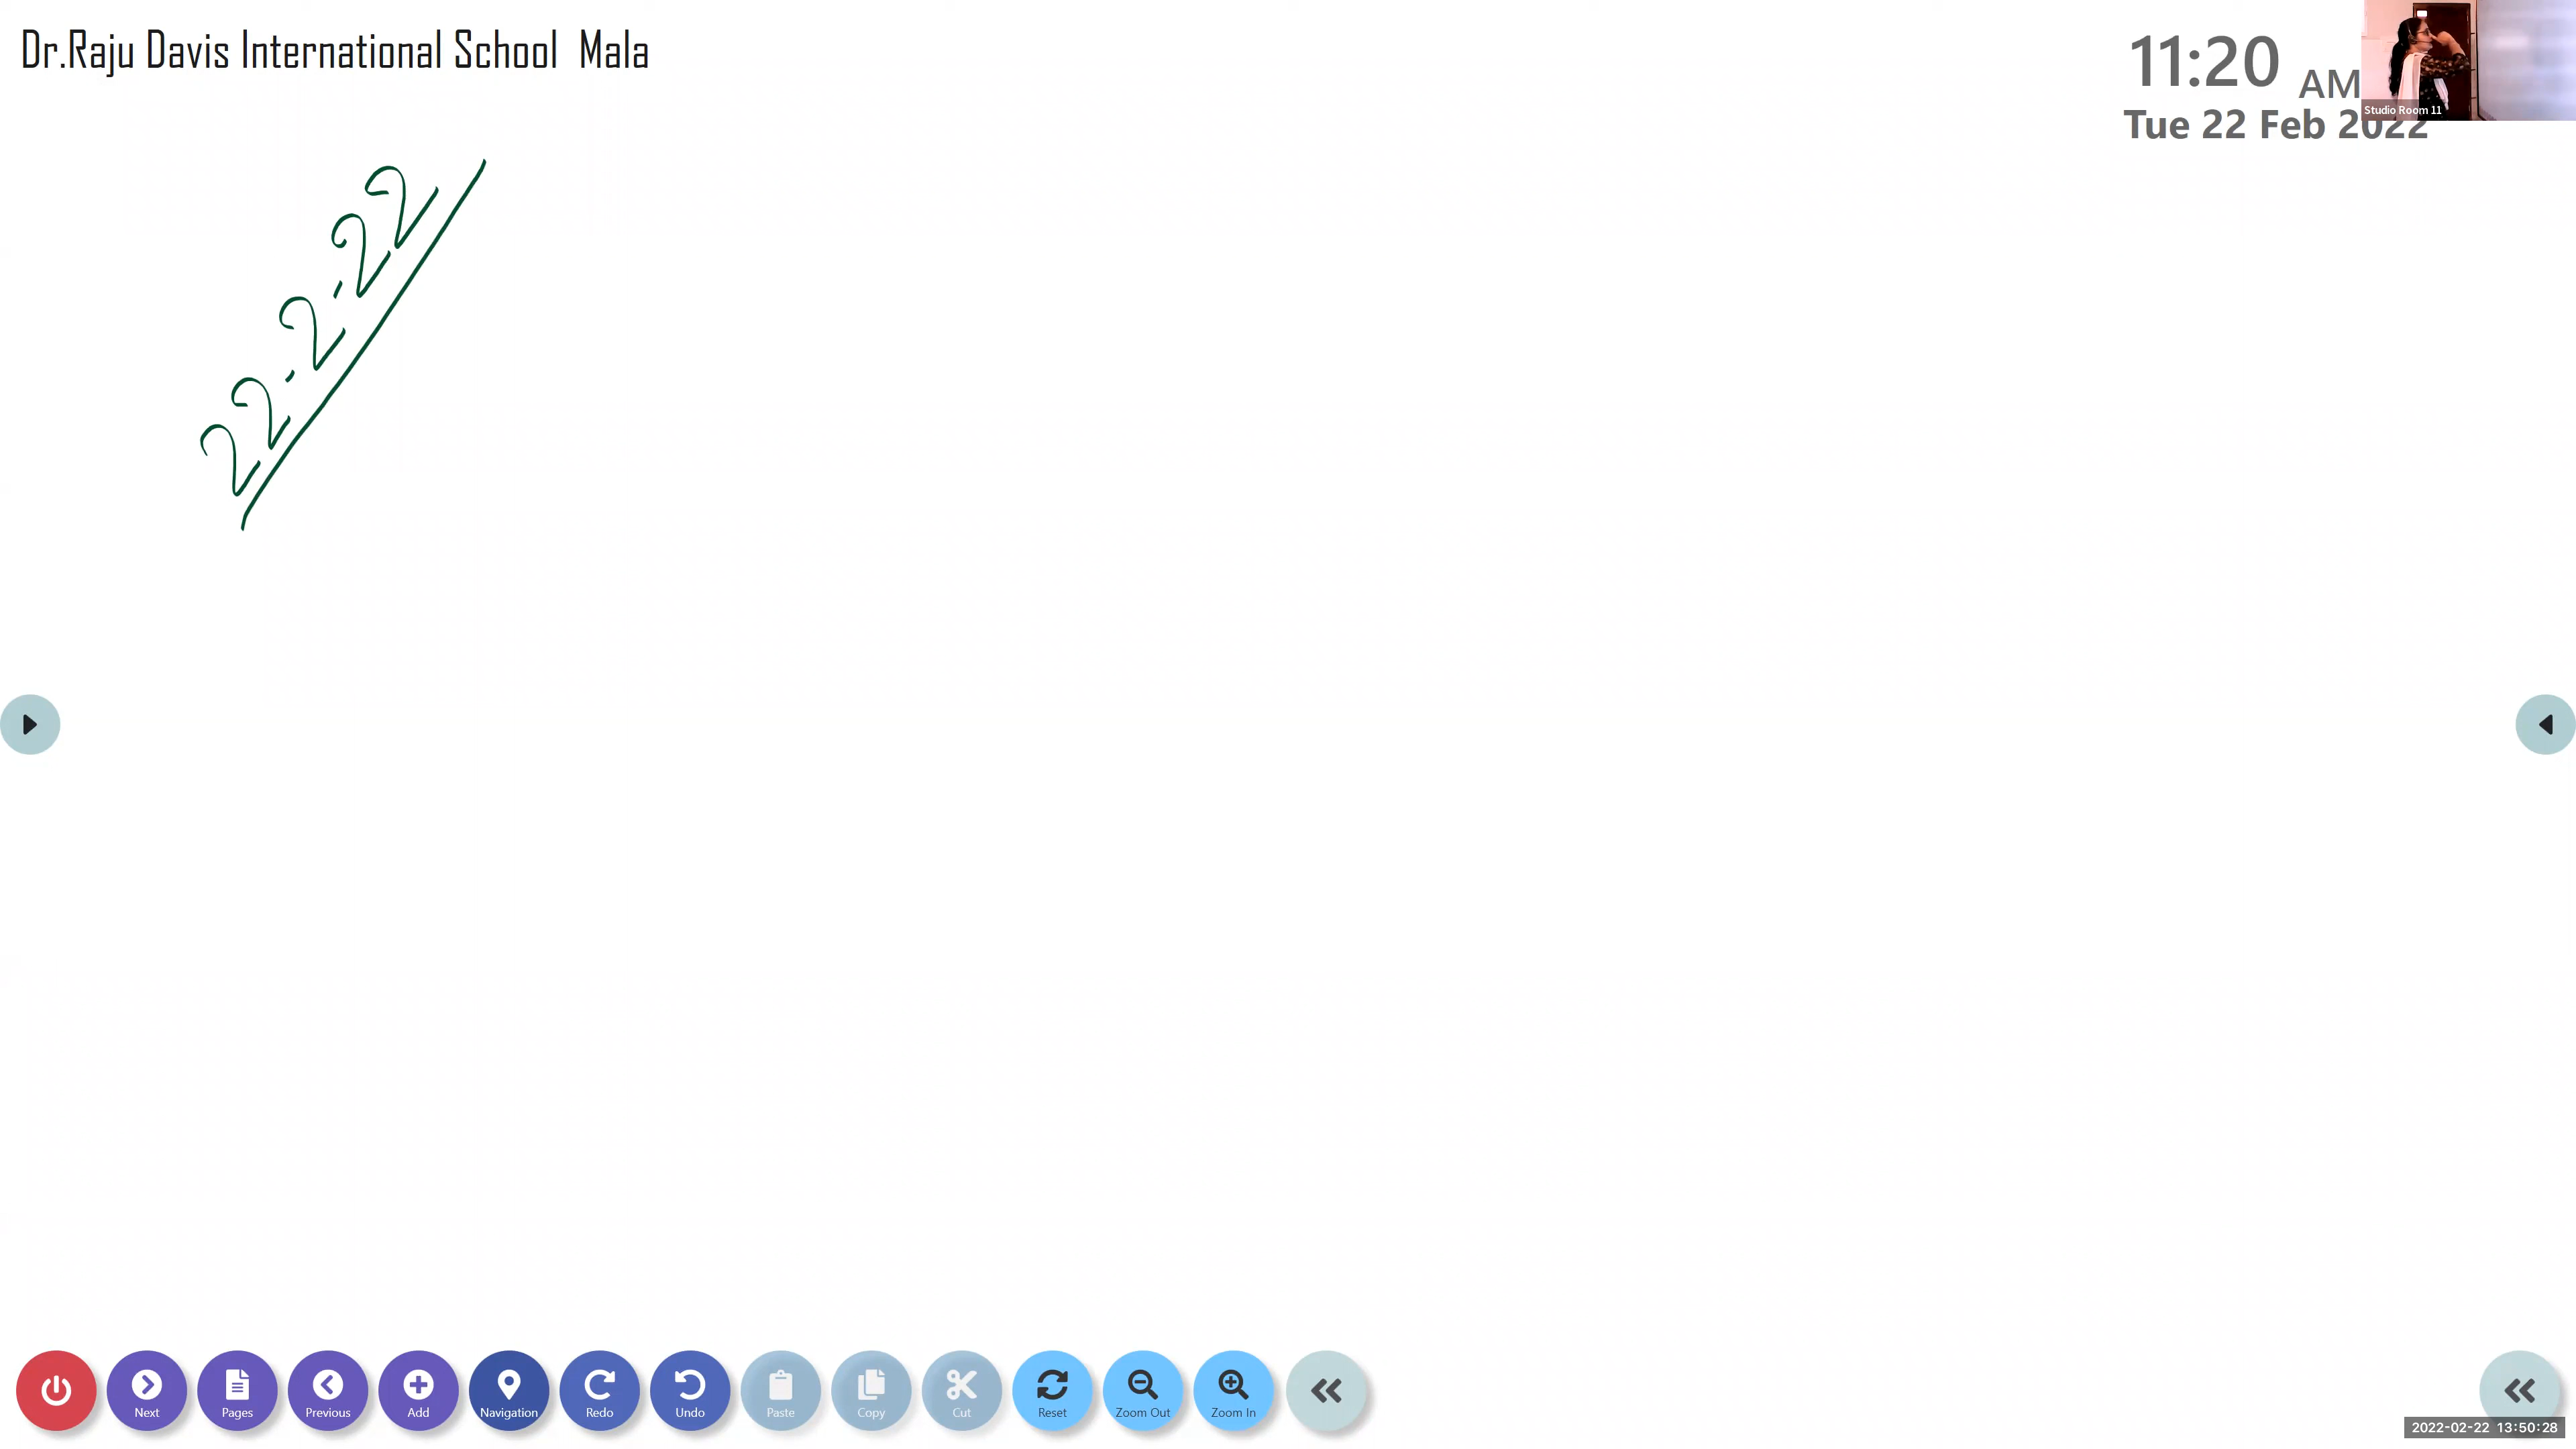 Dr.Raju Davis International School Mala
11:20 AM
Tue 22 Feb 2022
Studio Room 11
22-2-22
Next
Pages
Previous
Add
Navigation
Redo
Undo
Paste
Copy
Cut
Reset
Zoom Out
Zoom In
2022-02-22 13:50:28